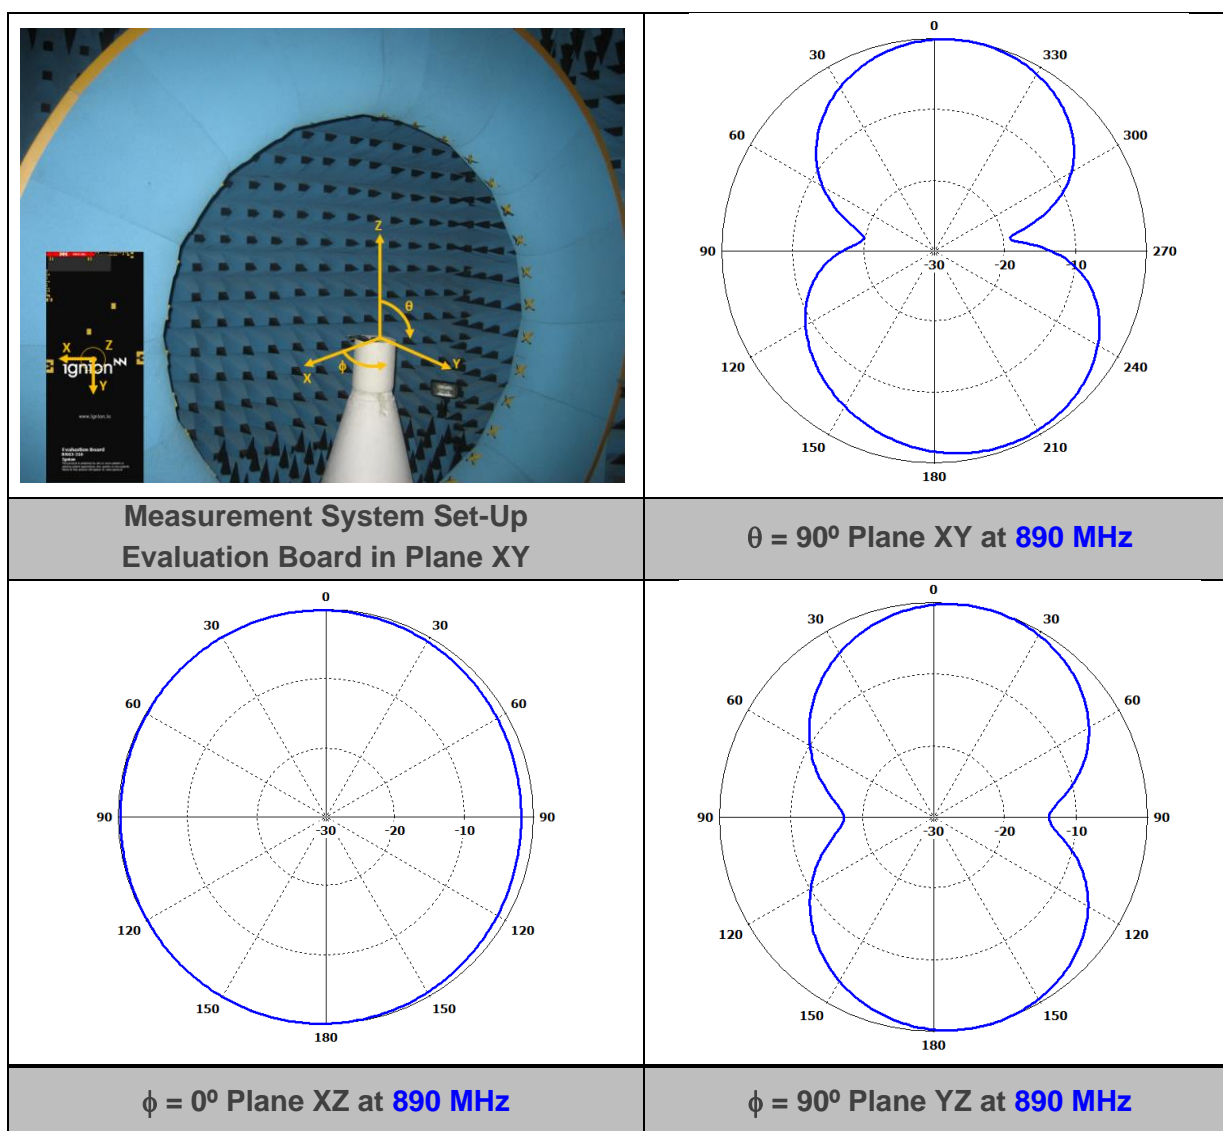 Z
θ
X
ϕ
Y
X
Z
ignion
Y
www.ignion.io
Evaluation Board
0
30
330
60
300
90
-30
-20
-10
270
120
240
150
210
180
Measurement System Set-Up
Evaluation Board in Plane XY
θ = 90º Plane XY at 890 MHz
0
30
30
60
60
90
-30
-20
-10
90
120
120
150
150
180
0
30
30
60
60
90
-30
-20
-10
90
120
120
150
150
180
ϕ = 0º Plane XZ at 890 MHz
ϕ = 90º Plane YZ at 890 MHz